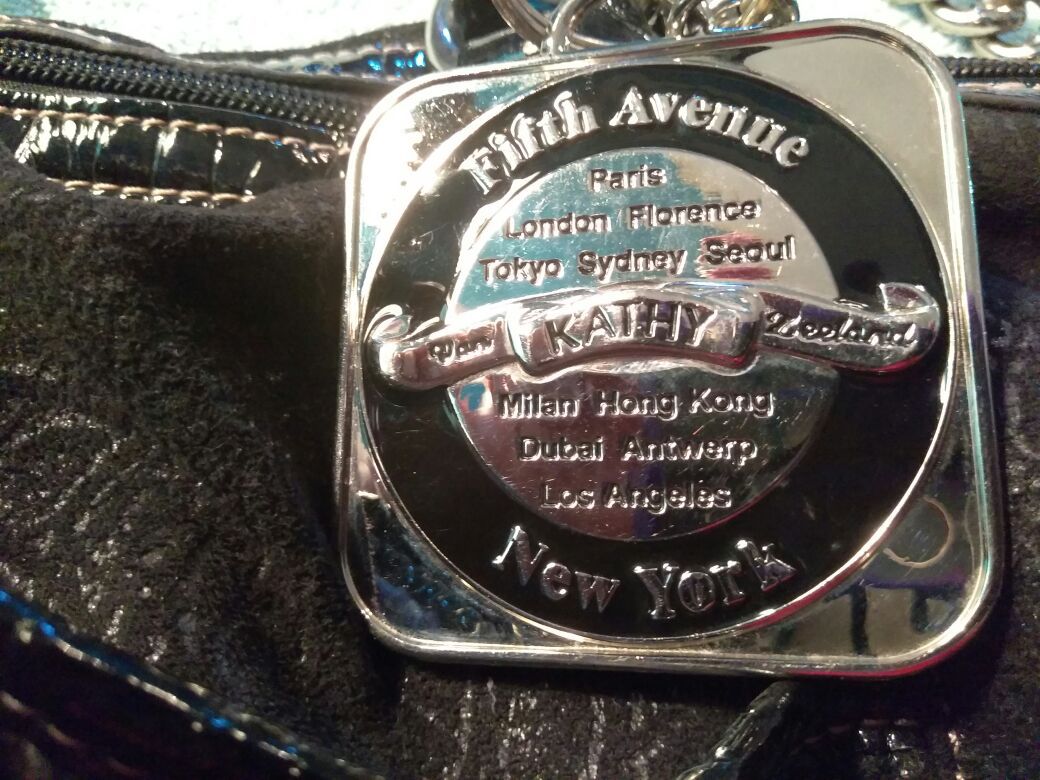 Fifth Avenue
Paris
London Florence
Tokyo Sydney Seoul
Van KATHY Zeeland
Milan Hong Kong
Dubai Antwerp
Los Angeles
New York